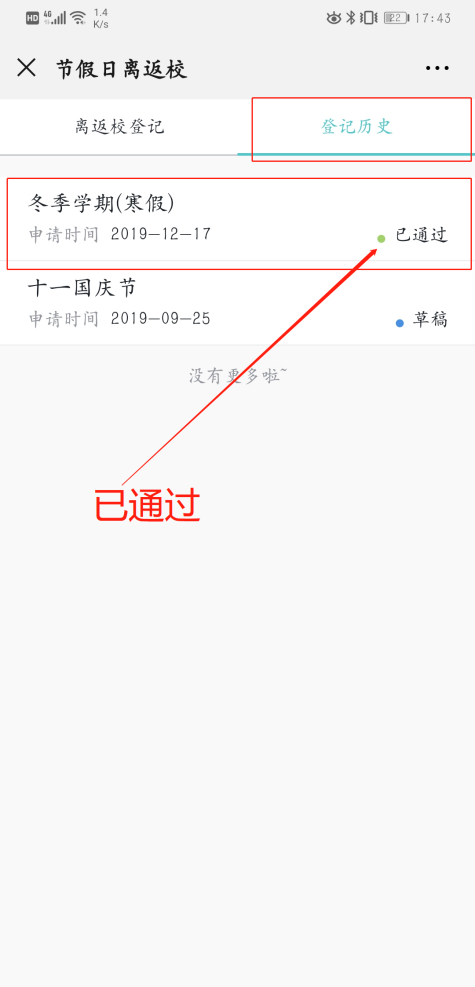 HD 4G 1.4 K/s 22 17:43
节假日离返校
离返校登记 登记历史
冬季学期(寒假)
申请时间 2019-12-17 已通过
十一国庆节
申请时间 2019-09-25 草稿
没有更多啦~
已通过